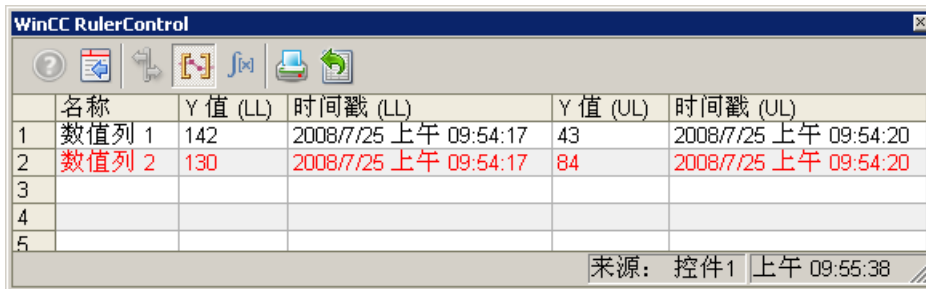 WinCC RulerControl
名称 Y 值 (LL) 时间戳 (LL) Y 值 (UL) 时间戳 (UL)
1 数值列 1 142 2008/7/25 上午 09:54:17 43 2008/7/25 上午 09:54:20
2 数值列 2 130 2008/7/25 上午 09:54:17 84 2008/7/25 上午 09:54:20
3
4
5
来源： 控件1 上午 09:55:38